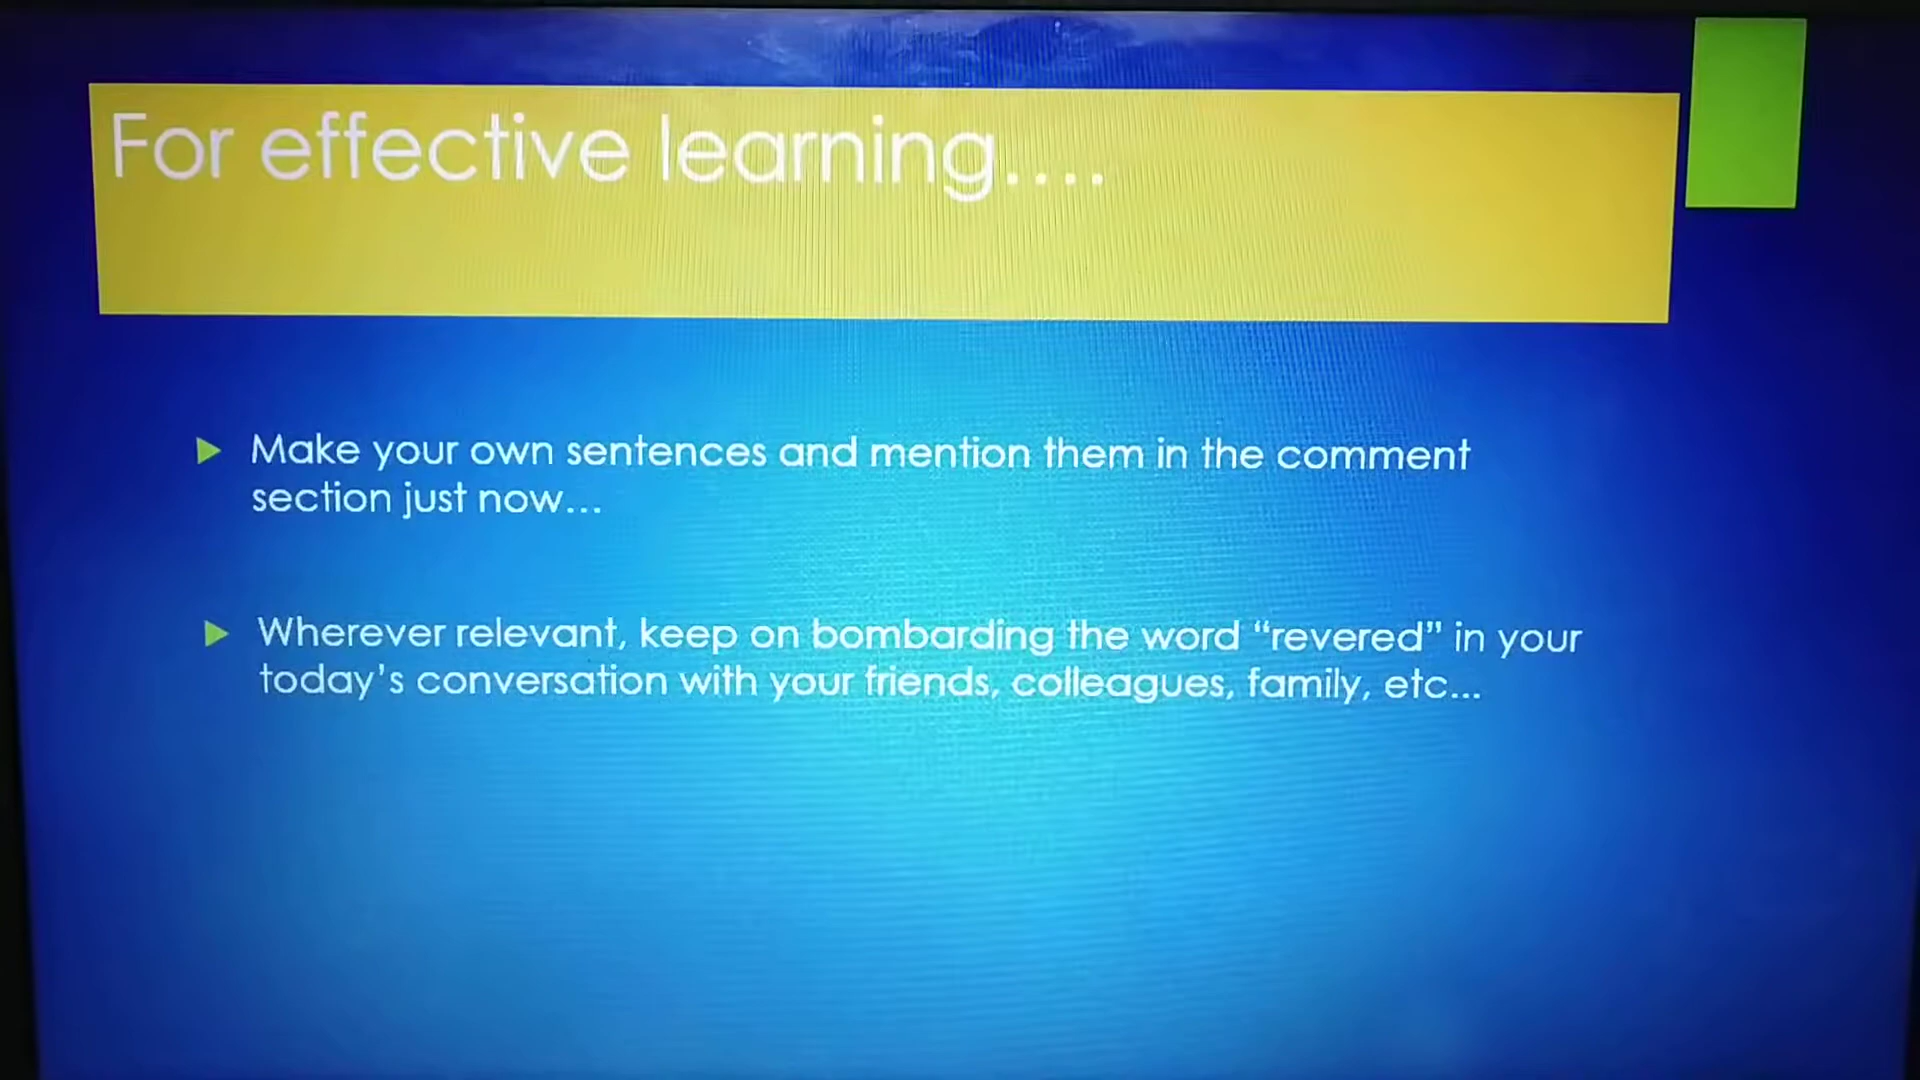 For effective learning....
Make your own sentences and mention them in the comment
section just now...
Wherever relevant, keep on bombarding the word “revered” in your
today’s conversation with your friends, colleagues, family, etc...